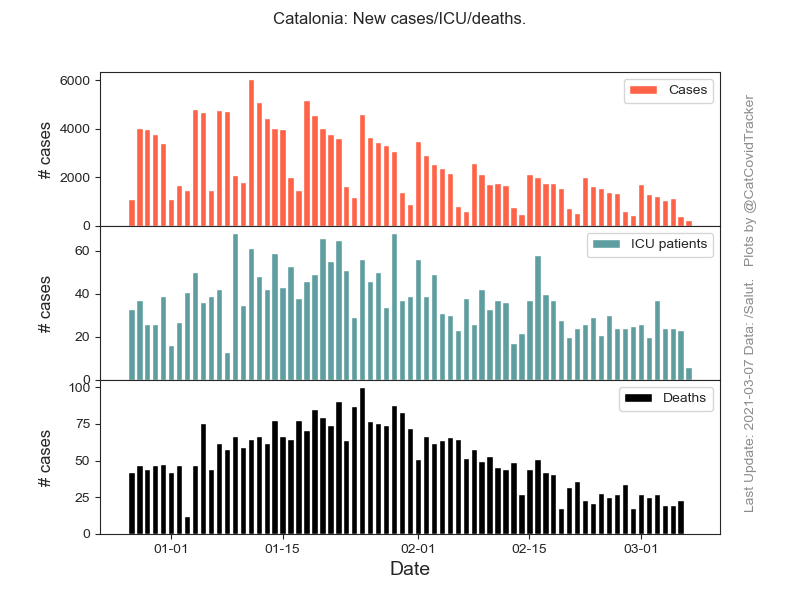 Catalonia: New cases/ICU/deaths.
6000
4000
2000
0
# cases
Cases
60
40
20
0
# cases
ICU patients
100
75
50
25
0
# cases
Deaths
01-01 01-15 02-01 02-15 03-01
Date
Last Update: 2021-03-07 Data: /Salut. Plots by @CatCovidTracker